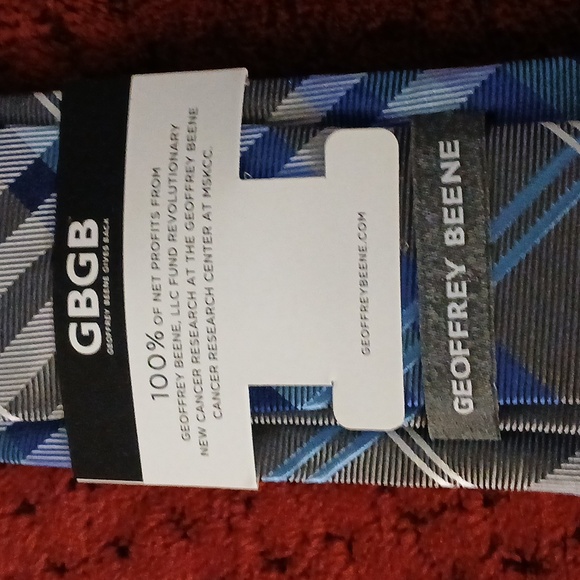 GBGB
GEOFFREY BEENE GIVES BACK
100% OF NET PROFITS FROM
GEOFFREY BEENE, LLC FUND REVOLUTIONARY
NEW CANCER RESEARCH AT THE GEOFFREY BEENE
CANCER RESEARCH CENTER AT MSKCC.
GEOFFREYBEENE.COM
GEOFFREY BEENE